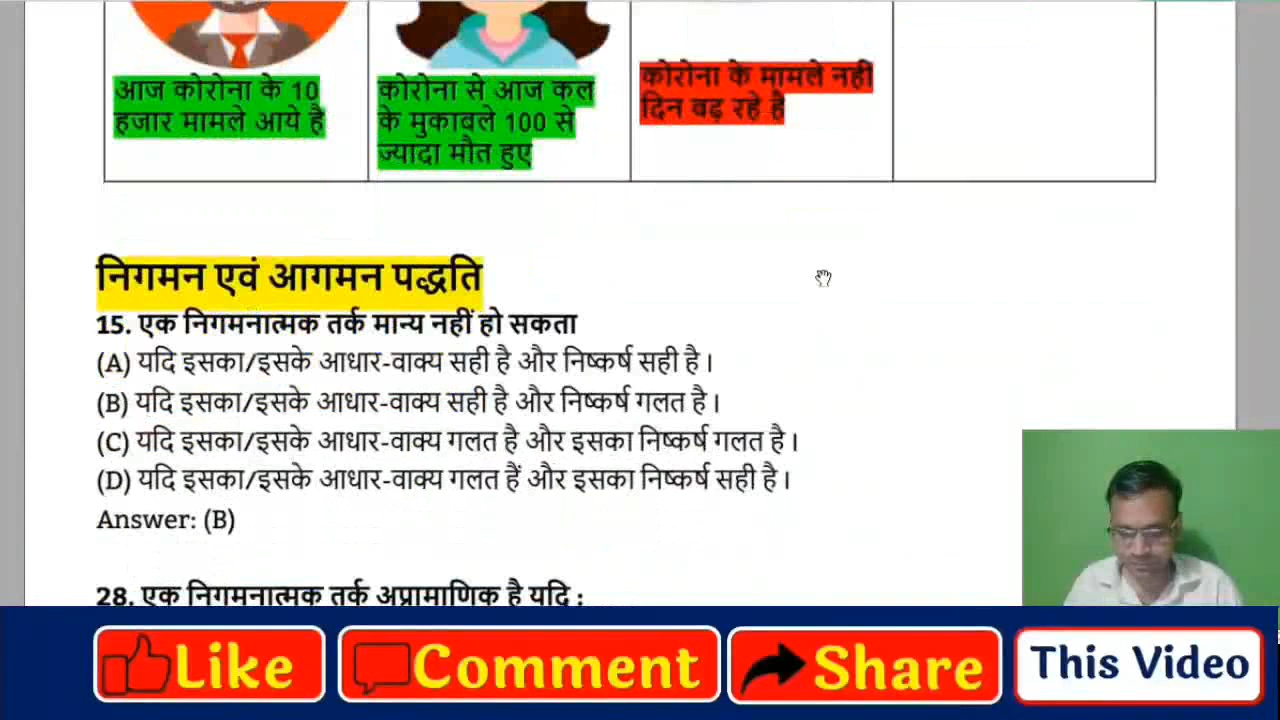 आज कोरोना के 10
हजार मामले आये है
कोरोना से आज कल
के मुकाबले 100 से
ज्यादा मौत हुए
कोरोना के मामले नहीं
दिन बढ़ रहे है
निगमन एवं आगमन पद्धति
15. एक निगमनात्मक तर्क मान्य नहीं हो सकता
(A) यदि इसका/इसके आधार-वाक्य सही है और निष्कर्ष सही है।
(B) यदि इसका/इसके आधार-वाक्य सही है और निष्कर्ष गलत है।
(C) यदि इसका/इसके आधार-वाक्य गलत है और इसका निष्कर्ष गलत है।
(D) यदि इसका/इसके आधार-वाक्य गलत हैं और इसका निष्कर्ष सही है।
Answer: (B)
28. एक निगमनात्मक तर्क अप्रामाणिक है यदि :
Like
Comment
Share
This Video